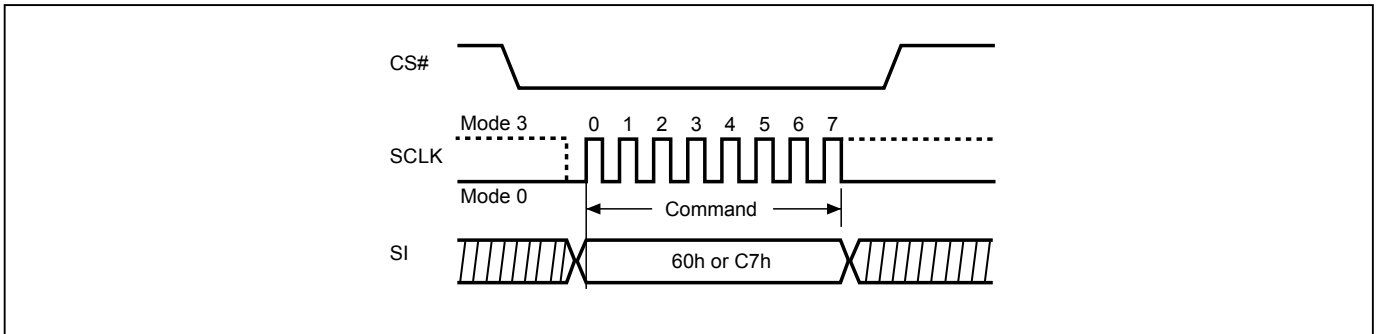 CS#
Mode 3
0 1 2 3 4 5 6 7
SCLK
Mode 0
Command
SI
60h or C7h